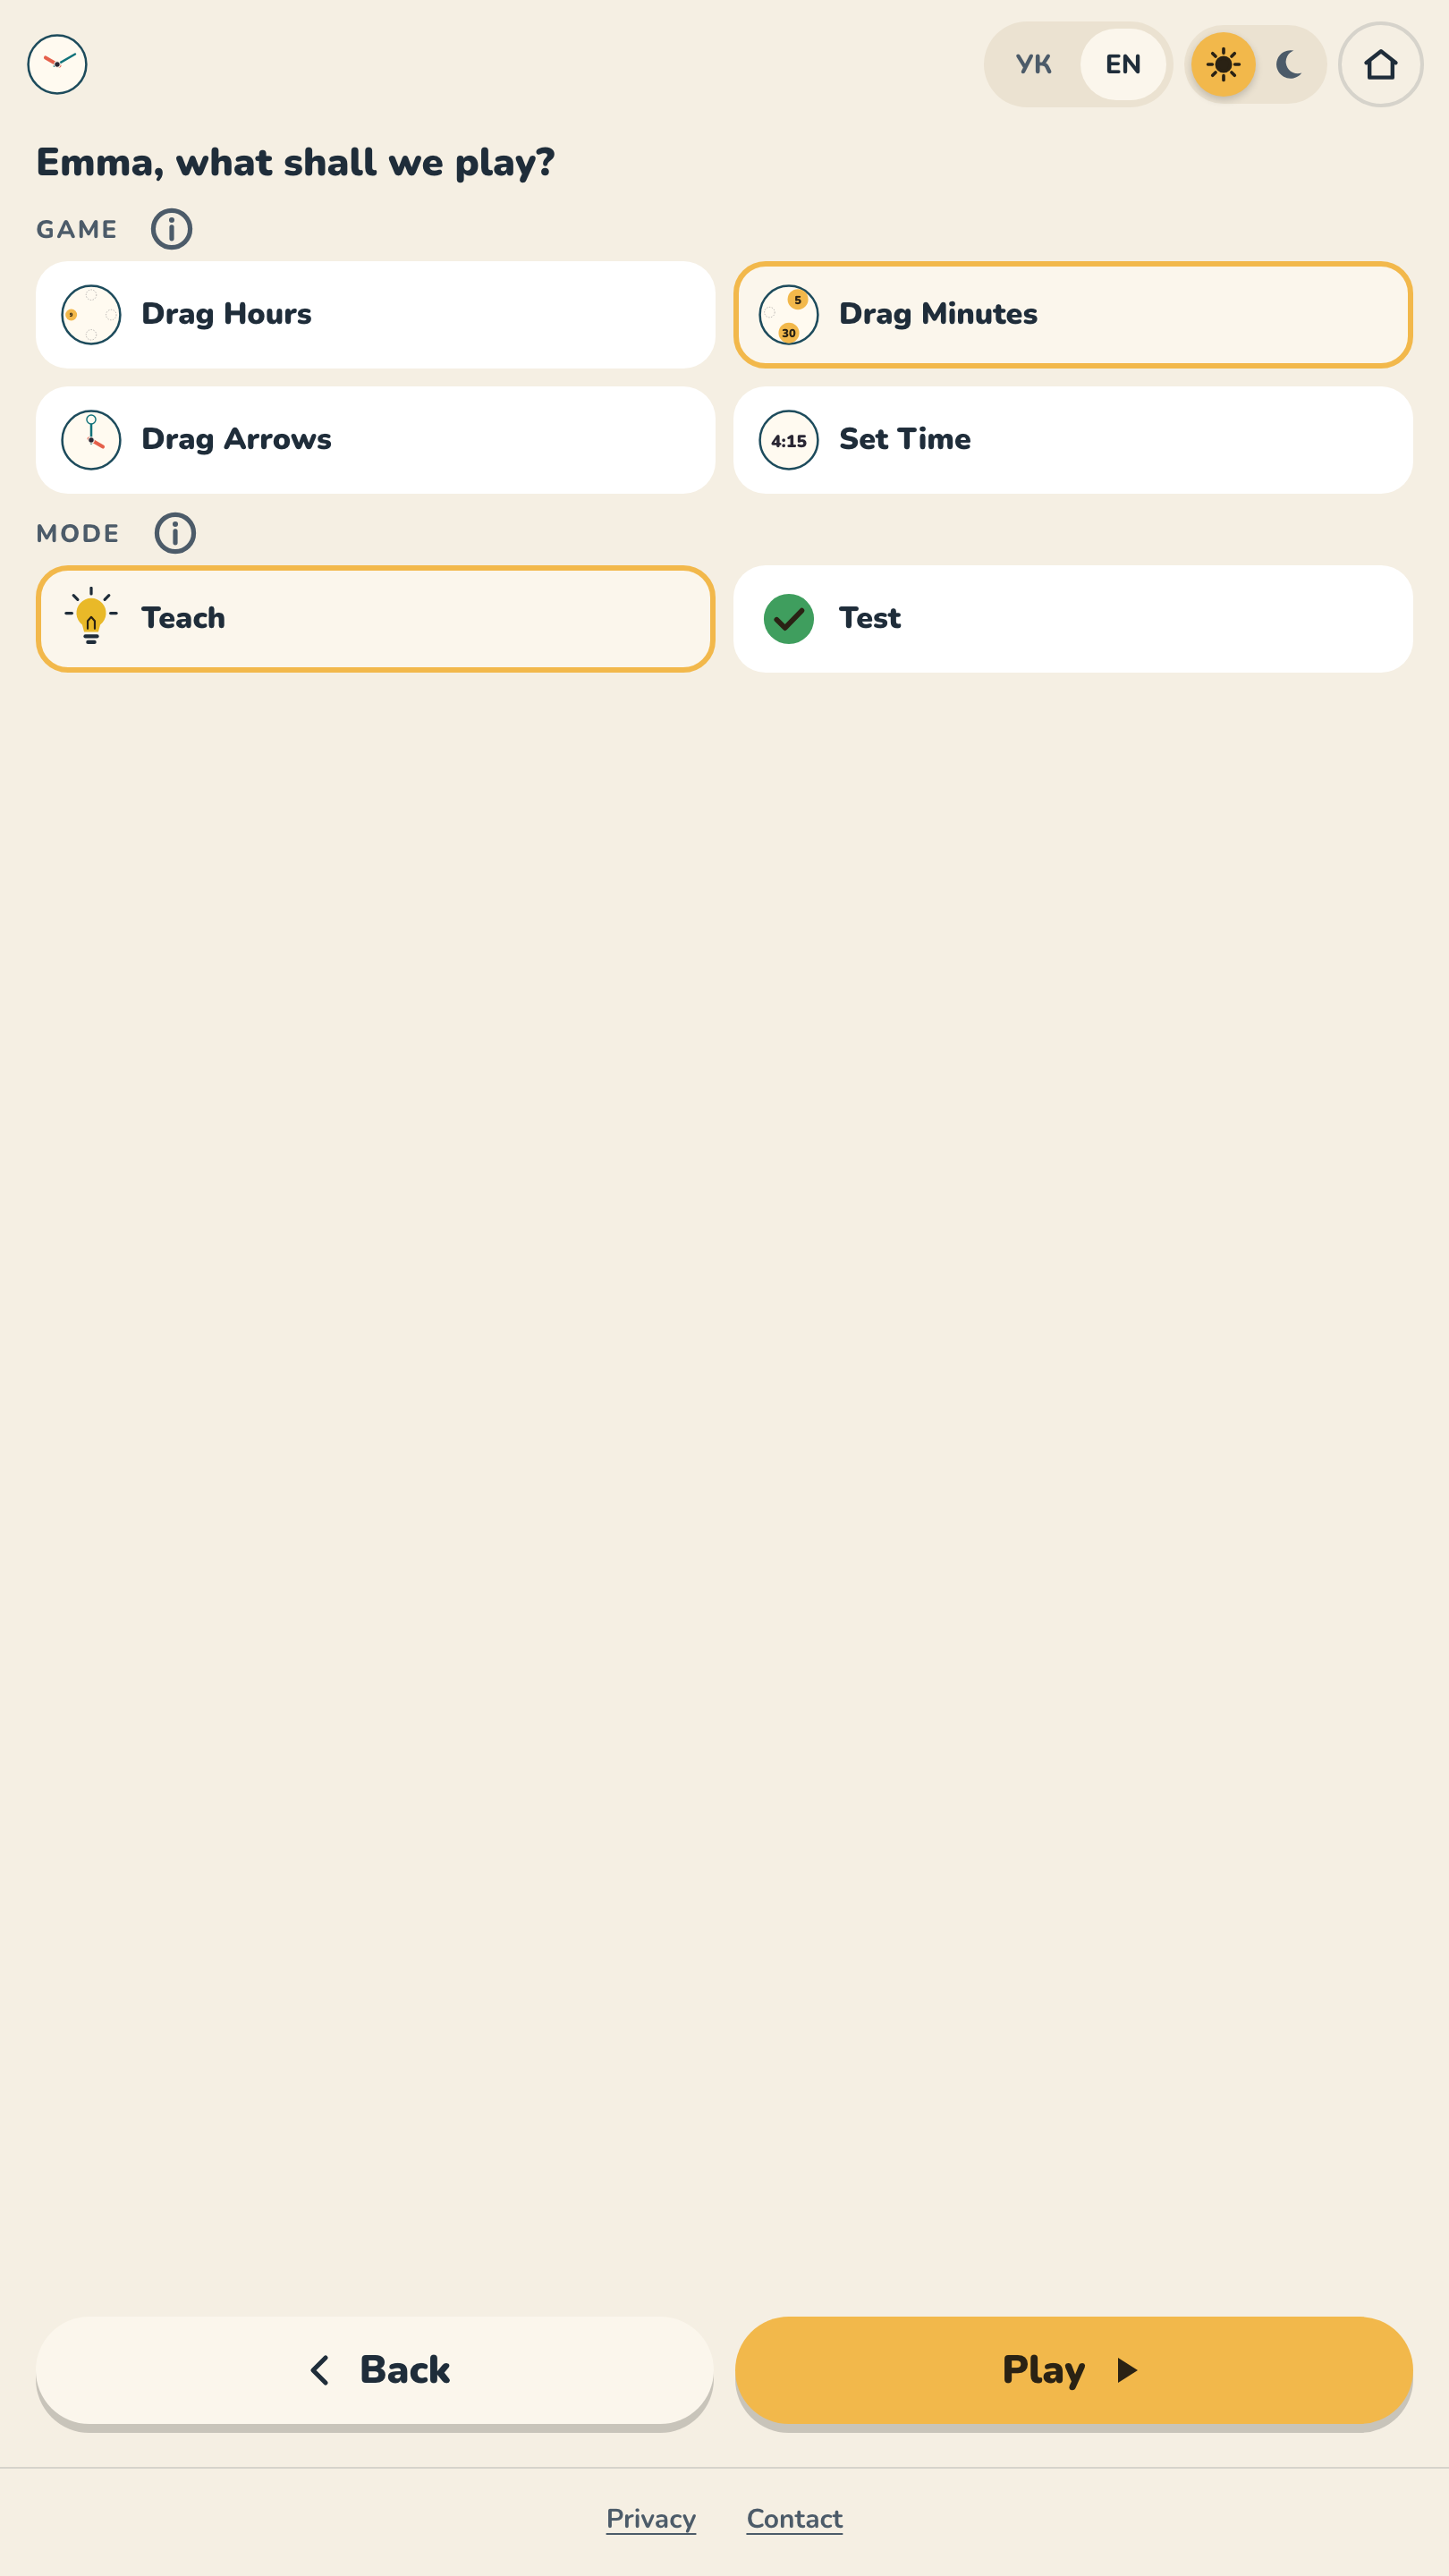 УК EN
Emma, what shall we play?
GAME
Drag Hours
5
30
Drag Minutes
Drag Arrows
4:15
Set Time
MODE
Teach
Test
Back
Play
Privacy Contact